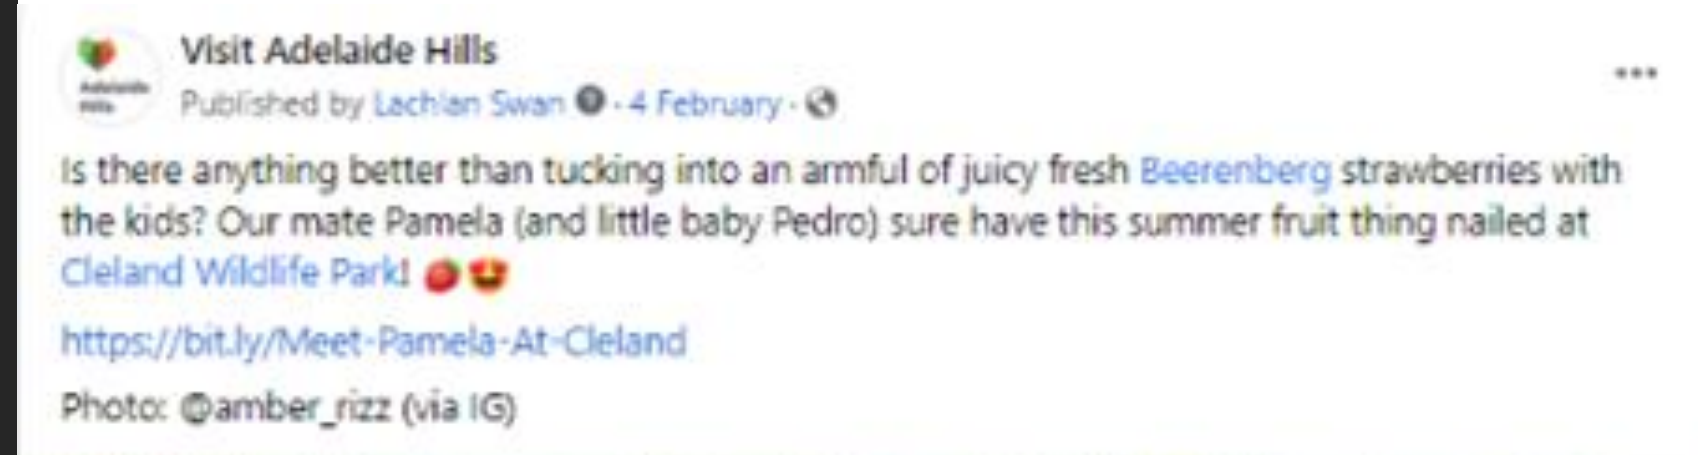 Visit Adelaide Hills
Adelaide
Hills
Published by Lachlan Swan · 4 February ·
Is there anything better than tucking into an armful of juicy fresh Beerenberg strawberries with
the kids? Our mate Pamela (and little baby Pedro) sure have this summer fruit thing nailed at
Cleland Wildlife Park! 🍓😍
https://bit.ly/Meet-Pamela-At-Cleland
Photo: @amber_rizz (via IG)